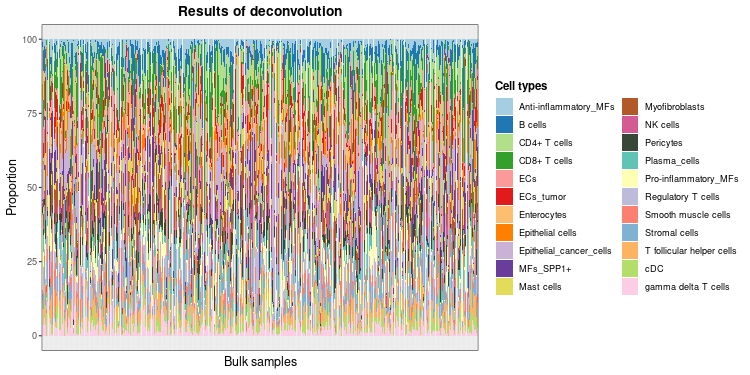 Results of deconvolution
100
75
50
25
0
Proportion
Bulk samples
Cell types
Anti-inflammatory_MFs
B cells
CD4+ T cells
CD8+ T cells
ECs
ECs_tumor
Enterocytes
Epithelial cells
Epithelial_cancer_cells
MFs_SPP1+
Mast cells
Myofibroblasts
NK cells
Pericytes
Plasma_cells
Pro-inflammatory_MFs
Regulatory T cells
Smooth muscle cells
Stromal cells
T follicular helper cells
cDC
gamma delta T cells